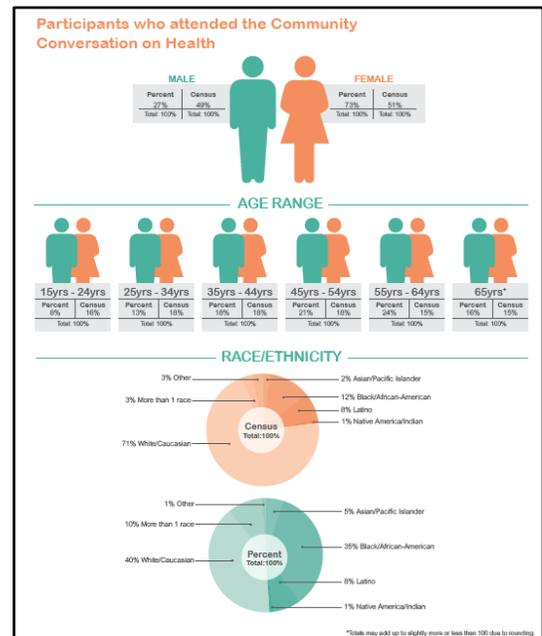 Participants who attended the Community
Conversation on Health
MALE
Percent Census
27% 49%
Total: 100% Total: 100%
FEMALE
Percent Census
73% 51%
Total: 100% Total: 100%
AGE RANGE
15yrs - 24yrs
Percent Census
8% 16%
Total: 100%
25yrs - 34yrs
Percent Census
13% 18%
Total: 100%
35yrs - 44yrs
Percent Census
18% 18%
Total: 100%
45yrs - 54yrs
Percent Census
21% 18%
Total: 100%
55yrs - 64yrs
Percent Census
24% 15%
Total: 100%
65yrs*
Percent Census
16% 15%
Total: 100%
RACE/ETHNICITY
3% Other
2% Asian/Pacific Islander
3% More than 1 race
12% Black/African-American
8% Latino
1% Native America/Indian
Census
Total:100%
71% White/Caucasian
1% Other
5% Asian/Pacific Islander
10% More than 1 race
35% Black/African-American
40% White/Caucasian
Percent
Total:100%
8% Latino
1% Native America/Indian
*Totals may add up to slightly more or less than 100 due to rounding.